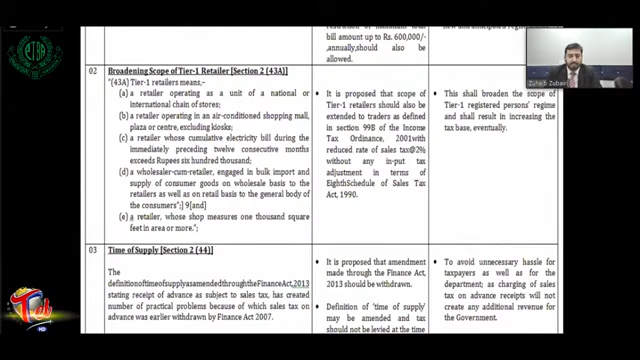 restriction of maximum total
bill amount up to Rs. 600,000/-
,annually,should also be
allowed.
02
Broadening Scope of Tier-1 Retailer [Section 2 (43A)]
"(43A) Tier-1 retailers means,–
(a) a retailer operating as a unit of a national or
international chain of stores;
(b) a retailer operating in an air-conditioned shopping mall,
plaza or centre, excluding kiosks;
(c) a retailer whose cumulative electricity bill during the
immediately preceding twelve consecutive months
exceeds Rupees six hundred thousand;
(d) a wholesaler-cum-retailer, engaged in bulk import and
supply of consumer goods on wholesale basis to the
retailers as well as on retail basis to the general body of
the consumers";] 9[and]
(e) a retailer, whose shop measures one thousand square
feet in area or more.";
• It is proposed that scope of
Tier-1 retailers should also be
extended to traders as defined
in section 99B of the Income
Tax Ordinance, 2001with
reduced rate of sales tax@2%
without any in-put tax
adjustment in terms of
EighthSchedule of Sales Tax
Act, 1990.
• This shall broaden the scope of
Tier-1 registered persons' regime
and shall result in increasing the
tax base, eventually.
03
Time of Supply [Section 2 (44)]
The
definitionoftimeofsupplyasamendedthroughtheFinanceAct,2013
stating receipt of advance as subject to sales tax, has created
number of practical problems because of which sales tax on
advance was earlier withdrawn by Finance Act 2007.
• It is proposed that amendment
made through the Finance Act,
2013 should be withdrawn.
• Definition of 'time of supply'
may be amended and tax
should not be levied at the time
• To avoid unnecessary hassle for
taxpayers as well as for the
department; as charging of sales
tax on advance receipts will not
create any additional revenue for
the Government.
Zuhaib Zubair
HD